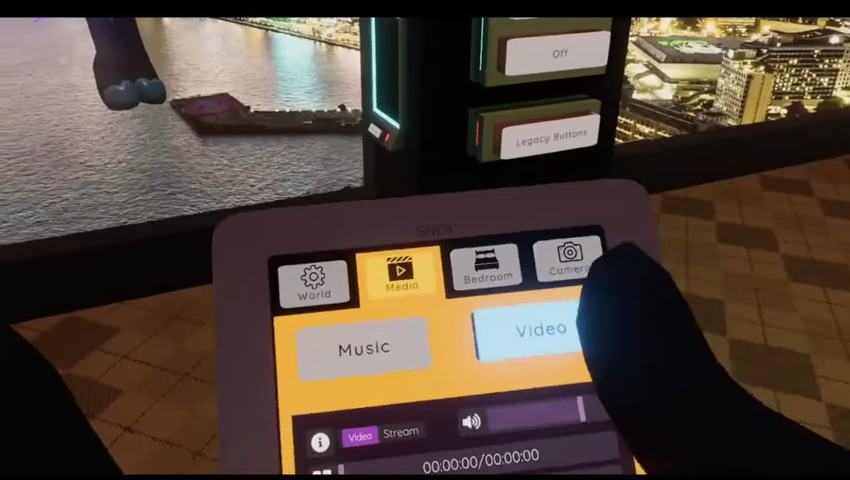 Off
Legacy Buttons
World
Media
Bedroom
Camera
Music
Video
Video
Stream
00:00:00/00:00:00